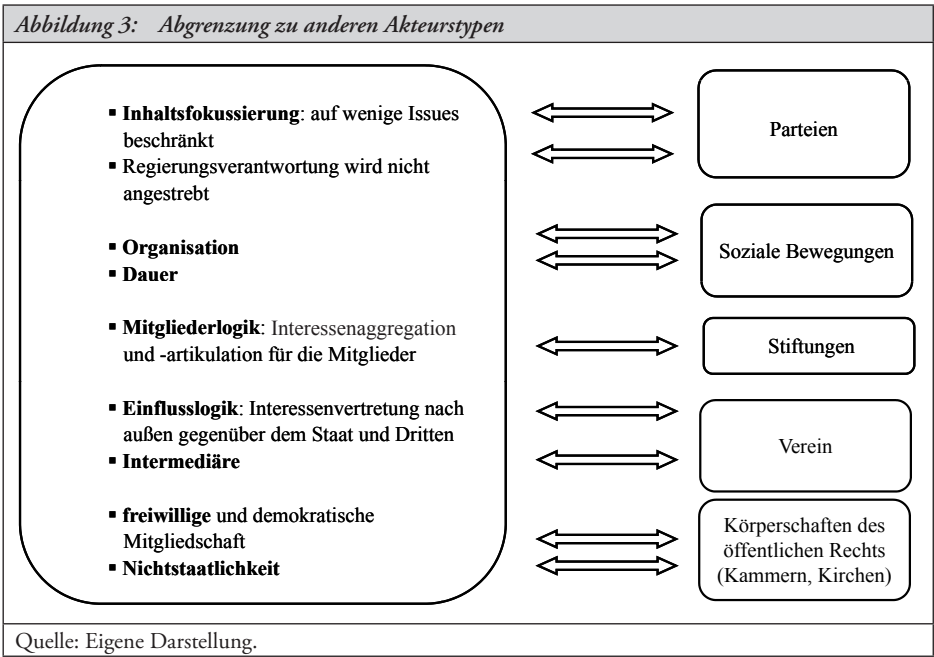 Abbildung 3: Abgrenzung zu anderen Akteurstypen
▪ Inhaltsfokussierung: auf wenige Issues
beschränkt
▪ Regierungsverantwortung wird nicht
angestrebt
Parteien
▪ Organisation
▪ Dauer
Soziale Bewegungen
▪ Mitgliederlogik: Interessenaggregation
und -artikulation für die Mitglieder
Stiftungen
▪ Einflusslogik: Interessenvertretung nach
außen gegenüber dem Staat und Dritten
▪ Intermediäre
Verein
▪ freiwillige und demokratische
Mitgliedschaft
▪ Nichtstaatlichkeit
Körperschaften des
öffentlichen Rechts
(Kammern, Kirchen)
Quelle: Eigene Darstellung.